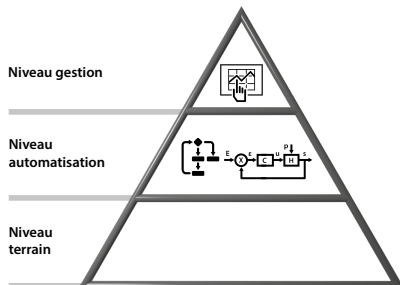 Niveau gestion
Niveau
automatisation
E
X
ε
C
u
p
H
s
Niveau
terrain